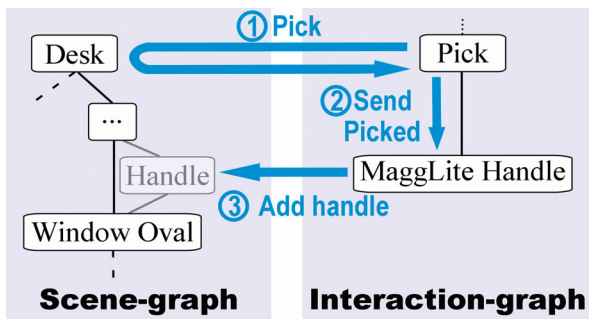 ① Pick
Desk
Pick
② Send
Picked
...
Handle
MaggLite Handle
③ Add handle
Window Oval
Scene-graph
Interaction-graph